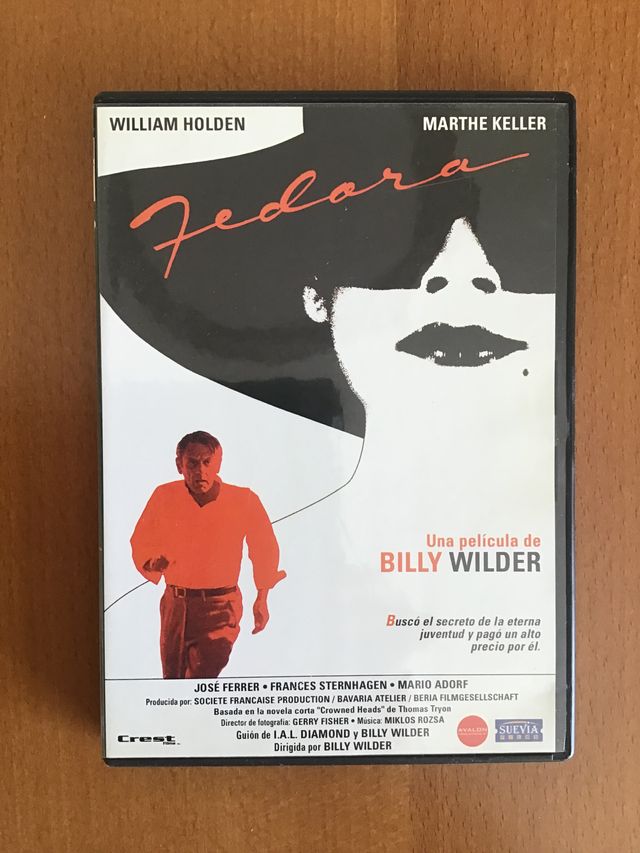 WILLIAM HOLDEN
MARTHE KELLER
Fedora
Una película de
BILLY WILDER
Buscó el secreto de la eterna
juventud y pagó un alto
precio por él.
JOSÉ FERRER • FRANCES STERNHAGEN • MARIO ADORF
Producida por: SOCIETE FRANCAISE PRODUCTION / BAVARIA ATELIER / BERIA FILMGESELLSCHAFT
Basada en la novela corta "Crowned Heads" de Thomas Tryon
Director de fotografia: GERRY FISHER • Música: MIKLOS ROZSA
Guión de I.A.L. DIAMOND y BILLY WILDER
Dirigida por BILLY WILDER
Crest
Films
AVALON
SUEVIA